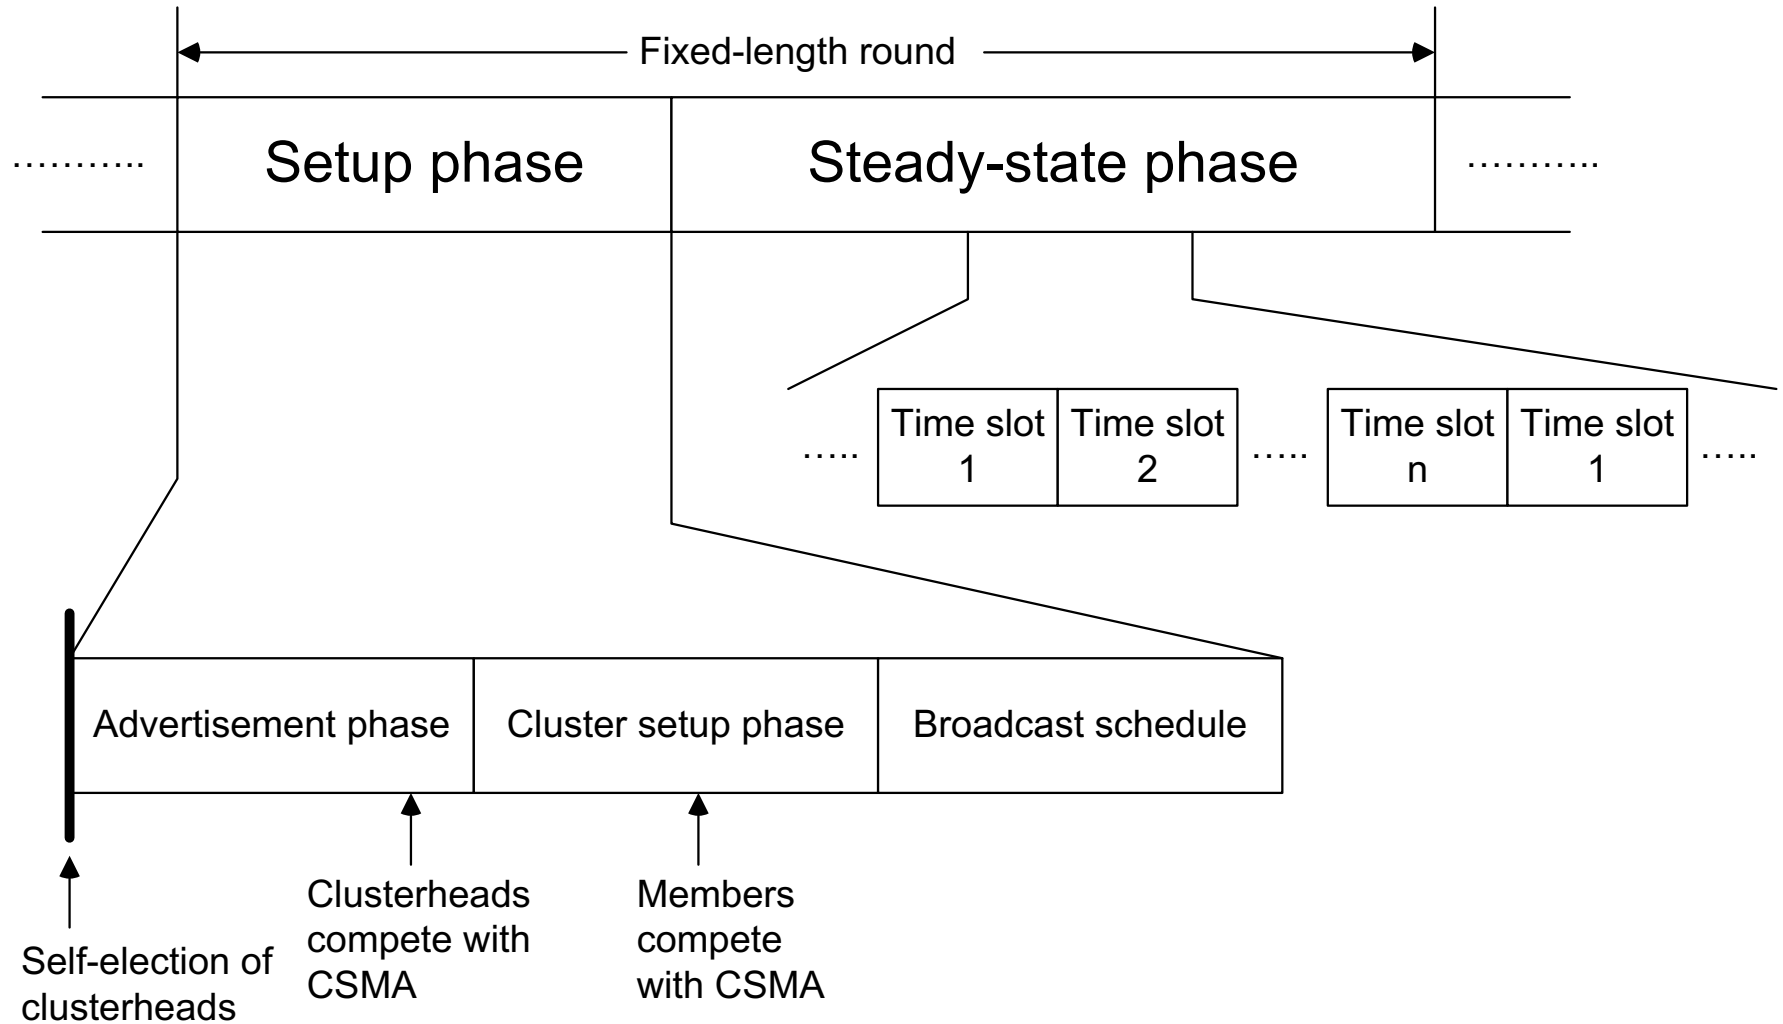 Fixed-length round
……….. Setup phase Steady-state phase ………..
Time slot Time slot Time slot Time slot
….. 1 2 ….. n 1 …..
Advertisement phase Cluster setup phase Broadcast schedule
Clusterheads
compete with
CSMA
Members
compete
with CSMA
Self-election of
clusterheads